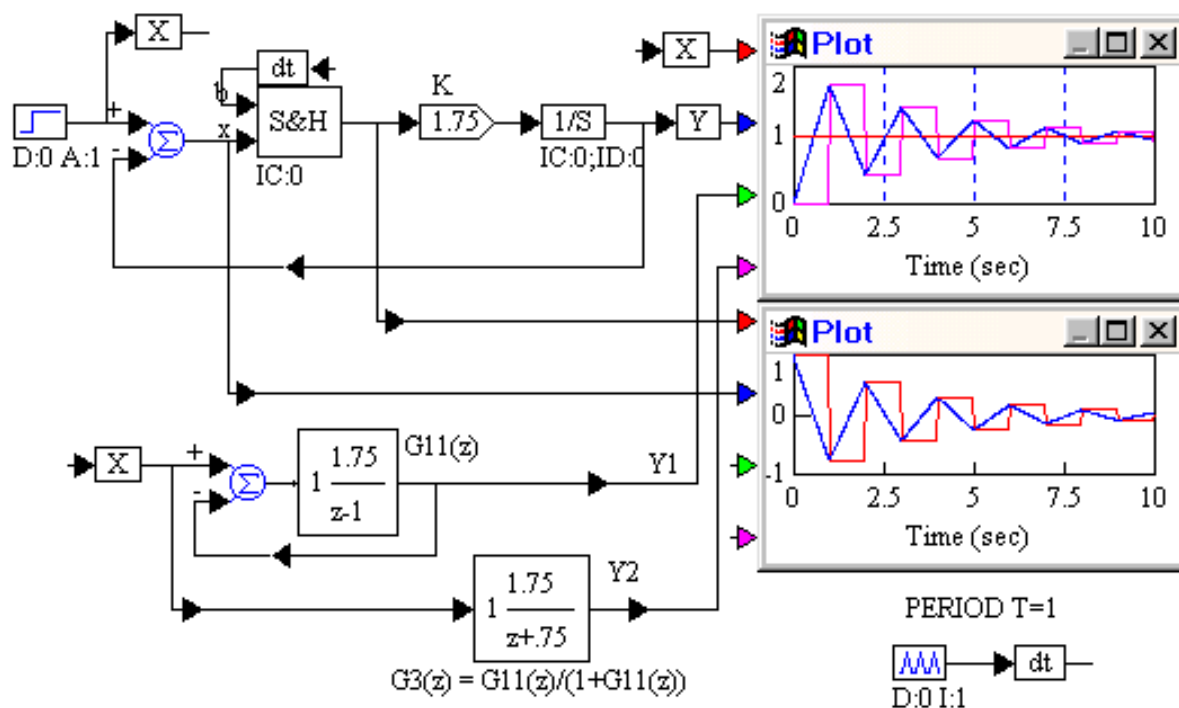 X
dt
b
S&H
x
+
-
Σ
D:0 A:1
IC:0
K
1.75
1/S
IC:0;ID:0
Y
X
Plot
2
1
0
0 2.5 5 7.5 10
Time (sec)
Plot
1
0
-1
0 2.5 5 7.5 10
Time (sec)
X
+
-
Σ
G11(z)
1 1.75
z-1
Y1
1 1.75
z+.75
Y2
G3(z) = G11(z)/(1+G11(z))
PERIOD T=1
dt
D:0 I:1